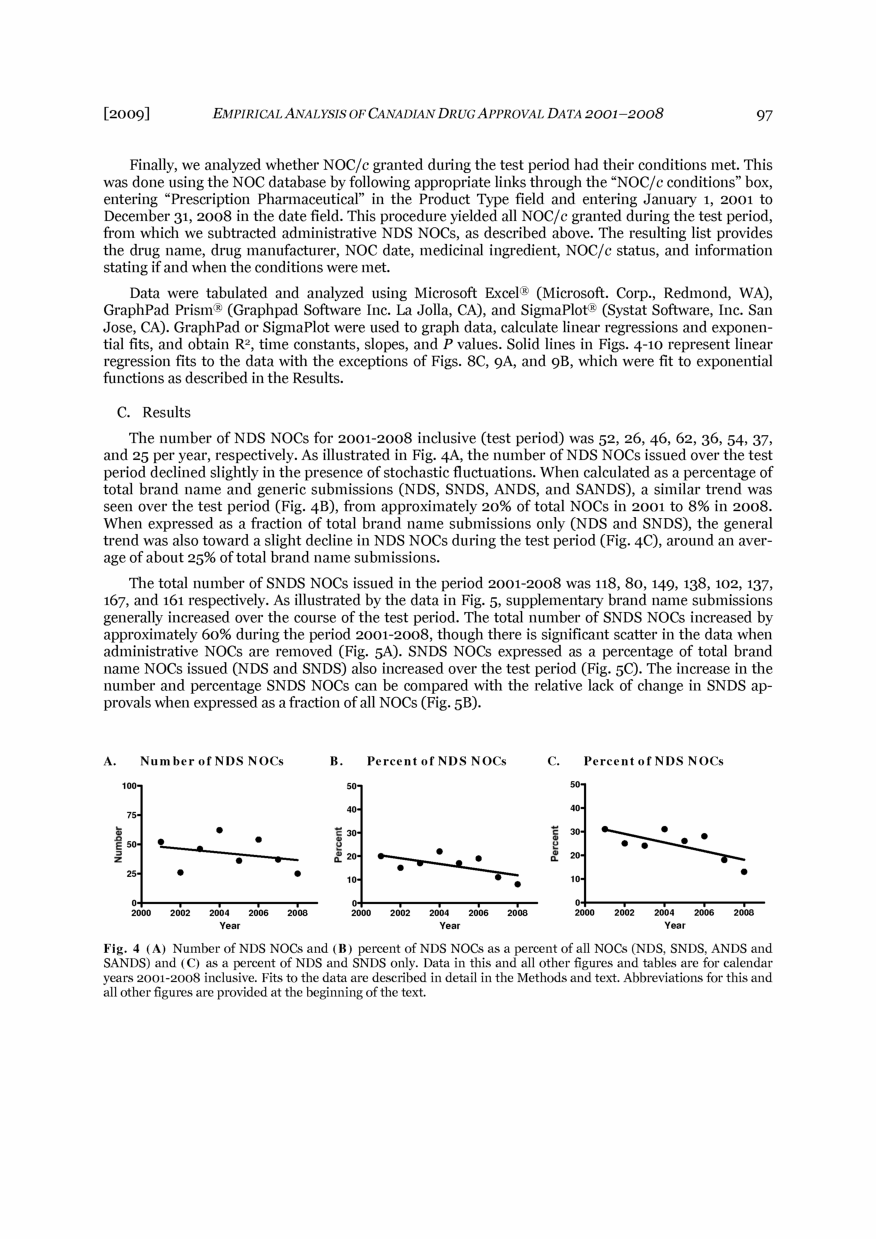 [2009] EMPIRICAL ANALYSIS OF CANADIAN DRUG APPROVAL DATA 2001–2008 97
Finally, we analyzed whether NOC/c granted during the test period had their conditions met. This
was done using the NOC database by following appropriate links through the “NOC/c conditions” box,
entering “Prescription Pharmaceutical” in the Product Type field and entering January 1, 2001 to
December 31, 2008 in the date field. This procedure yielded all NOC/c granted during the test period,
from which we subtracted administrative NDS NOCs, as described above. The resulting list provides
the drug name, drug manufacturer, NOC date, medicinal ingredient, NOC/c status, and information
stating if and when the conditions were met.
Data were tabulated and analyzed using Microsoft Excel® (Microsoft. Corp., Redmond, WA),
GraphPad Prism® (Graphpad Software Inc. La Jolla, CA), and SigmaPlot® (Systat Software, Inc. San
Jose, CA). GraphPad or SigmaPlot were used to graph data, calculate linear regressions and exponen-
tial fits, and obtain R², time constants, slopes, and P values. Solid lines in Figs. 4-10 represent linear
regression fits to the data with the exceptions of Figs. 8C, 9A, and 9B, which were fit to exponential
functions as described in the Results.
C. Results
The number of NDS NOCs for 2001-2008 inclusive (test period) was 52, 26, 46, 62, 36, 54, 37,
and 25 per year, respectively. As illustrated in Fig. 4A, the number of NDS NOCs issued over the test
period declined slightly in the presence of stochastic fluctuations. When calculated as a percentage of
total brand name and generic submissions (NDS, SNDS, ANDS, and SANDS), a similar trend was
seen over the test period (Fig. 4B), from approximately 20% of total NOCs in 2001 to 8% in 2008.
When expressed as a fraction of total brand name submissions only (NDS and SNDS), the general
trend was also toward a slight decline in NDS NOCs during the test period (Fig. 4C), around an aver-
age of about 25% of total brand name submissions.
The total number of SNDS NOCs issued in the period 2001-2008 was 118, 80, 149, 138, 102, 137,
167, and 161 respectively. As illustrated by the data in Fig. 5, supplementary brand name submissions
generally increased over the course of the test period. The total number of SNDS NOCs increased by
approximately 60% during the period 2001-2008, though there is significant scatter in the data when
administrative NOCs are removed (Fig. 5A). SNDS NOCs expressed as a percentage of total brand
name NOCs issued (NDS and SNDS) also increased over the test period (Fig. 5C). The increase in the
number and percentage SNDS NOCs can be compared with the relative lack of change in SNDS ap-
provals when expressed as a fraction of all NOCs (Fig. 5B).
A. Number of NDS NOCs
100
75
50
25
0
Number
2000 2002 2004 2006 2008
Year
B. Percent of NDS NOCs
50
40
30
20
10
0
Percent
2000 2002 2004 2006 2008
Year
C. Percent of NDS NOCs
50
40
30
20
10
0
Percent
2000 2002 2004 2006 2008
Year
Fig. 4 (A) Number of NDS NOCs and (B) percent of NDS NOCs as a percent of all NOCs (NDS, SNDS, ANDS and
SANDS) and (C) as a percent of NDS and SNDS only. Data in this and all other figures and tables are for calendar
years 2001-2008 inclusive. Fits to the data are described in detail in the Methods and text. Abbreviations for this and
all other figures are provided at the beginning of the text.